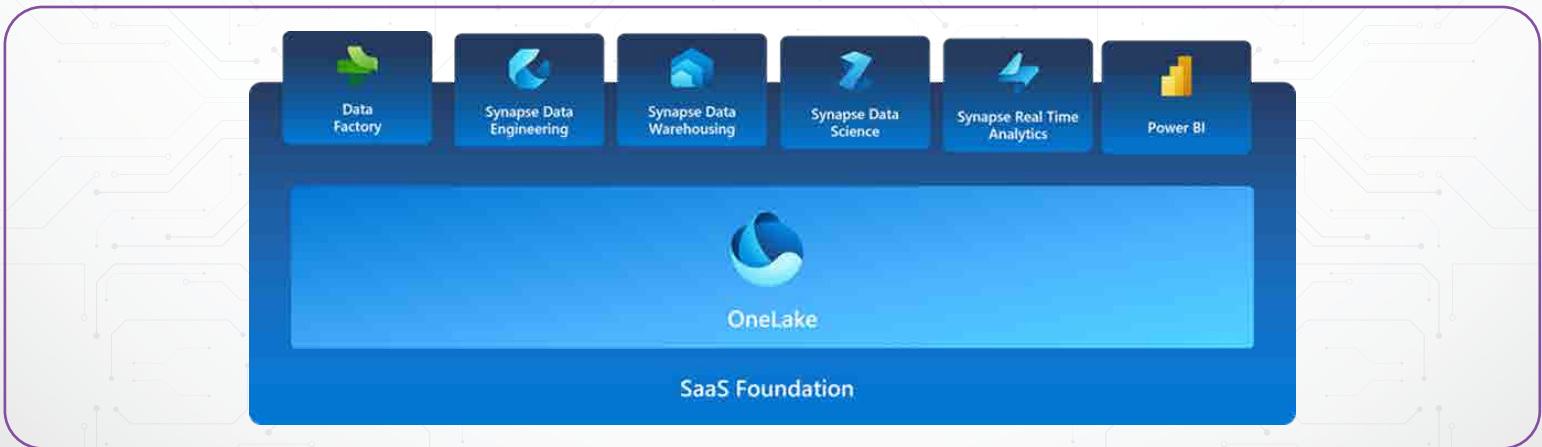 Data
Factory
Synapse Data
Engineering
Synapse Data
Warehousing
Synapse Data
Science
Synapse Real Time
Analytics
Power BI
OneLake
SaaS Foundation